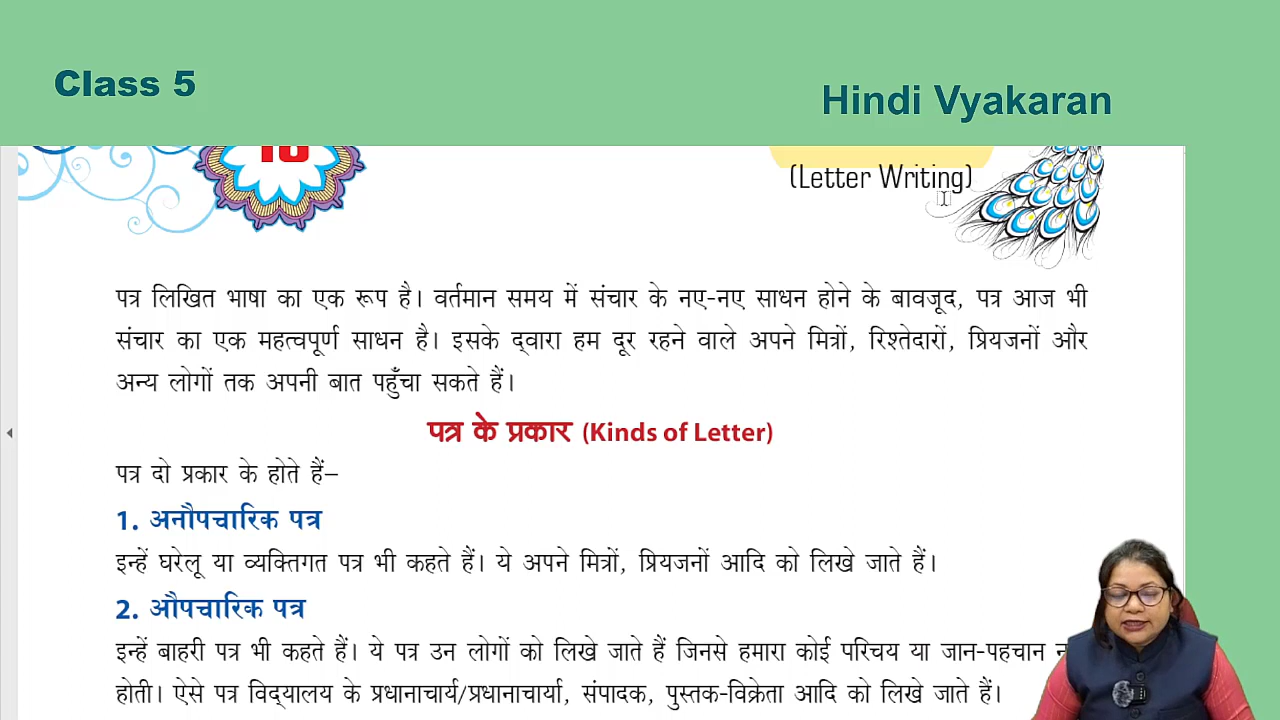 Class 5
Hindi Vyakaran
(Letter Writing)
पत्र लिखित भाषा का एक रूप है। वर्तमान समय में संचार के नए-नए साधन होने के बावजूद, पत्र आज भी
संचार का एक महत्वपूर्ण साधन है। इसके द्‌वारा हम दूर रहने वाले अपने मित्रों, रिश्तेदारों, प्रियजनों और
अन्य लोगों तक अपनी बात पहुँचा सकते हैं।
पत्र के प्रकार (Kinds of Letter)
पत्र दो प्रकार के होते हैं–
1. अनौपचारिक पत्र
इन्हें घरेलू या व्यक्तिगत पत्र भी कहते हैं। ये अपने मित्रों, प्रियजनों आदि को लिखे जाते हैं।
2. औपचारिक पत्र
इन्हें बाहरी पत्र भी कहते हैं। ये पत्र उन लोगों को लिखे जाते हैं जिनसे हमारा कोई परिचय या जान-पहचान
होती। ऐसे पत्र विद्‌यालय के प्रधानाचार्य/प्रधानाचार्या, संपादक, पुस्तक-विक्रेता आदि को लिखे जाते हैं।